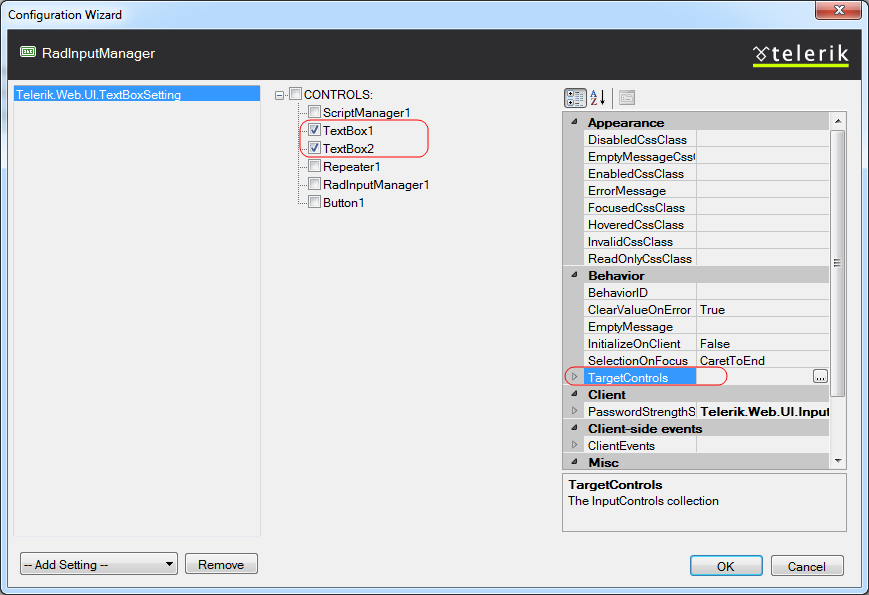 Configuration Wizard
RadInputManager
telerik
Telerik.Web.UI.TextBoxSetting
CONTROLS:
ScriptManager1
TextBox1
TextBox2
Repeater1
RadInputManager1
Button1
Appearance
DisabledCssClass
EmptyMessageCss
EnabledCssClass
ErrorMessage
FocusedCssClass
HoveredCssClass
InvalidCssClass
ReadOnlyCssClass
Behavior
BehaviorID
ClearValueOnError True
EmptyMessage
InitializeOnClient False
SelectionOnFocus CaretToEnd
TargetControls ...
Client
PasswordStrengthS Telerik.Web.UI.Input
Client-side events
ClientEvents
Misc
TargetControls
The InputControls collection
-- Add Setting --
Remove
OK
Cancel